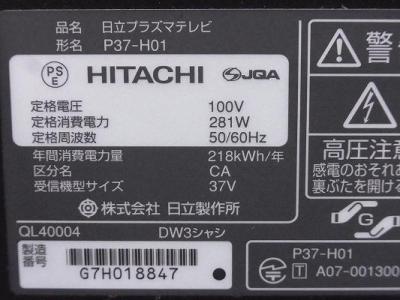 品名 日立プラズマテレビ
形名 P37-H01
警
PS
E
HITACHI
JQA
定格電圧 100V
定格消費電力 281W
定格周波数 50/60Hz
年間消費電力量 218kWh/年
区分名 CA
受信機型サイズ 37V
株式会社 日立製作所
高圧注意
感電のおそれあ
裏ぶたを開ける
G
QL40004 DW3シャシ
製造
番号
G7H018847
P37-H01
T A07-001300